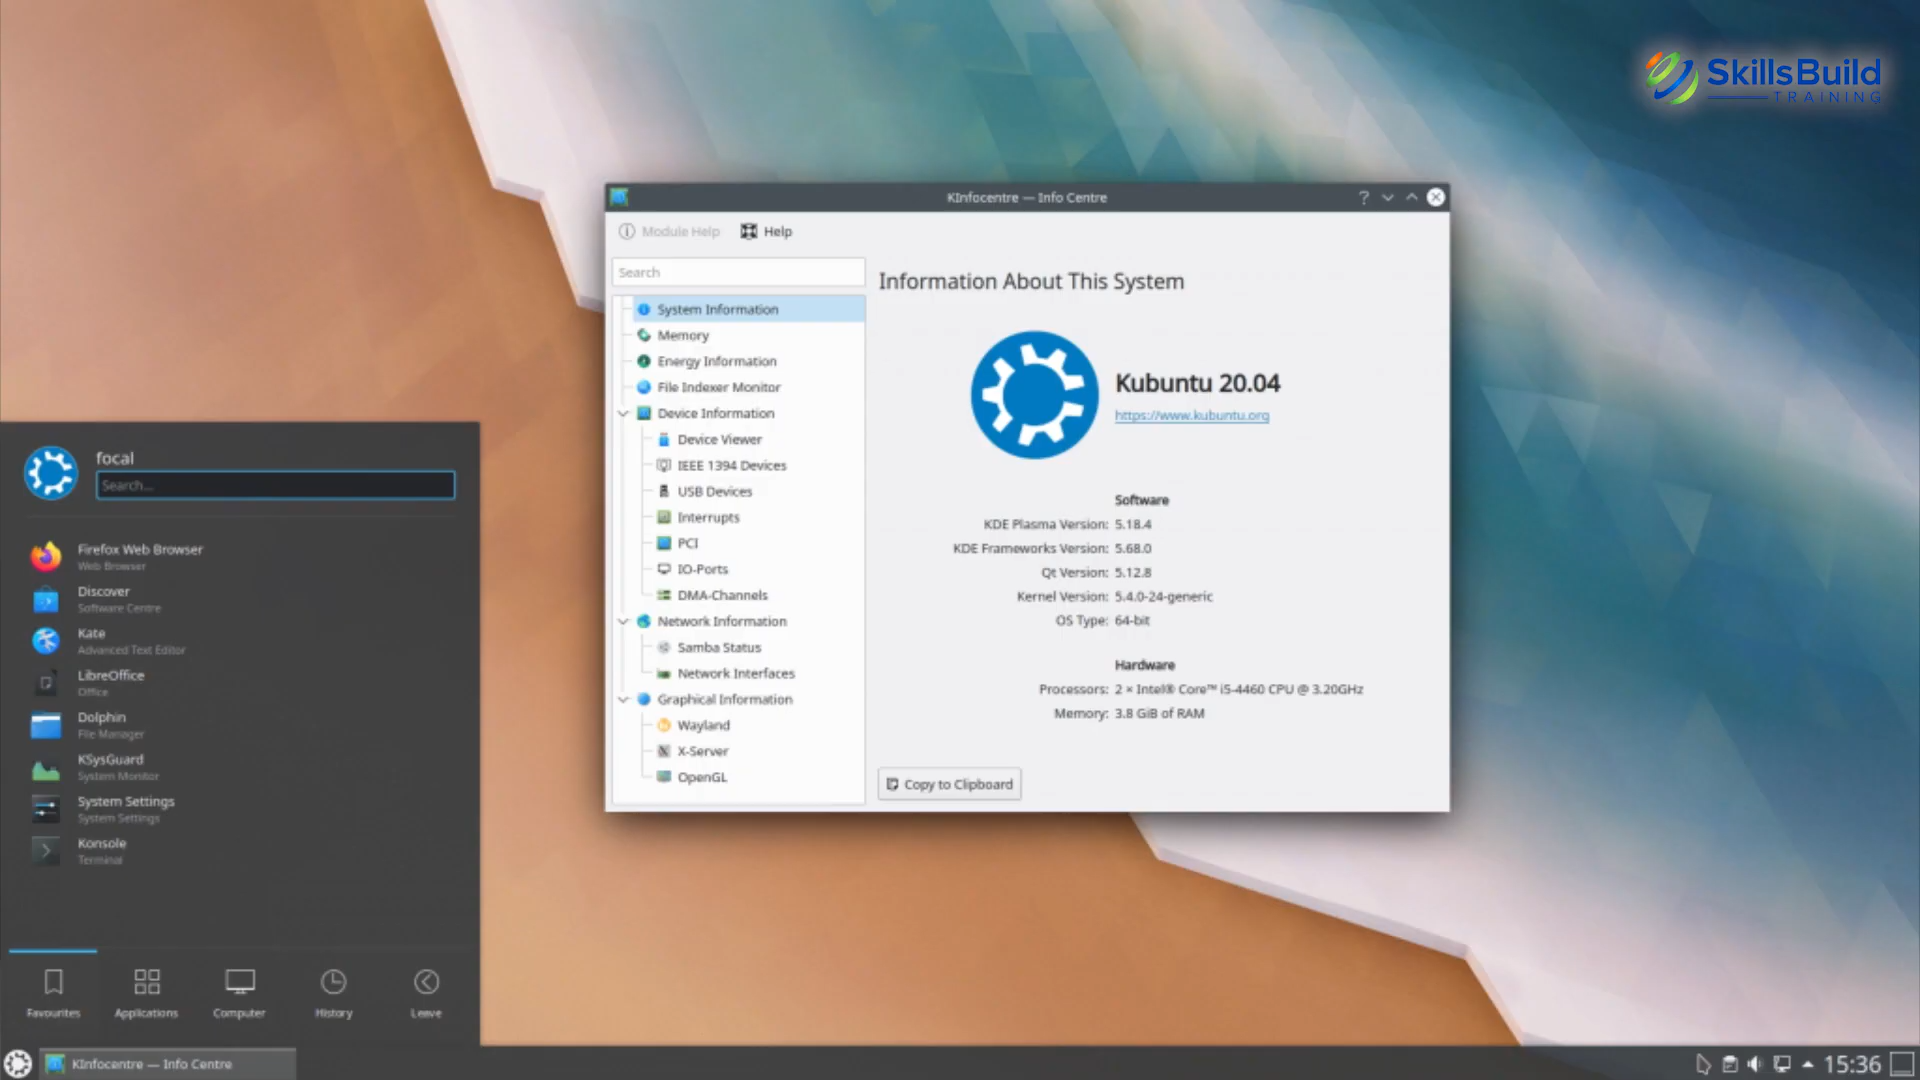 SkillsBuild
TRAINING
KInfocentre — Info Centre
?
Module Help
Help
Search
System Information
Memory
Energy Information
File Indexer Monitor
Device Information
Device Viewer
IEEE 1394 Devices
USB Devices
Interrupts
PCI
IO-Ports
DMA-Channels
Network Information
Samba Status
Network Interfaces
Graphical Information
Wayland
X-Server
OpenGL
Information About This System
Kubuntu 20.04
https://www.kubuntu.org
Software
KDE Plasma Version: 5.18.4
KDE Frameworks Version: 5.68.0
Qt Version: 5.12.8
Kernel Version: 5.4.0-24-generic
OS Type: 64-bit
Hardware
Processors: 2 × Intel® Core™ i5-4460 CPU @ 3.20GHz
Memory: 3.8 GiB of RAM
Copy to Clipboard
focal
Search...
Firefox Web Browser
Web Browser
Discover
Software Centre
Kate
Advanced Text Editor
LibreOffice
Office
Dolphin
File Manager
KSysGuard
System Monitor
System Settings
System Settings
Konsole
Terminal
Favourites
Applications
Computer
History
Leave
KInfocentre — Info Centre
15:36